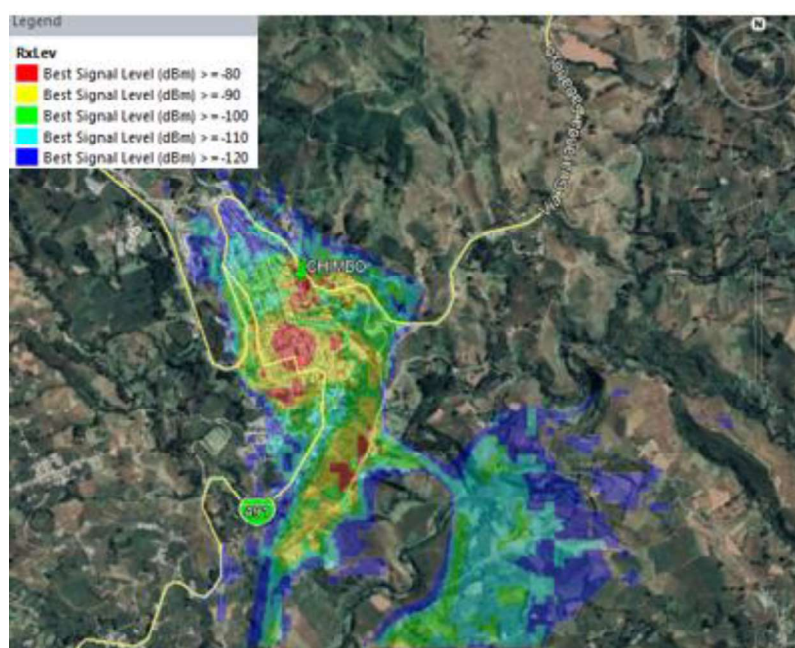 Legend
RxLev
Best Signal Level (dBm) >=-80
Best Signal Level (dBm) >=-90
Best Signal Level (dBm) >=-100
Best Signal Level (dBm) >=-110
Best Signal Level (dBm) >=-120
N
CHIMBO
491